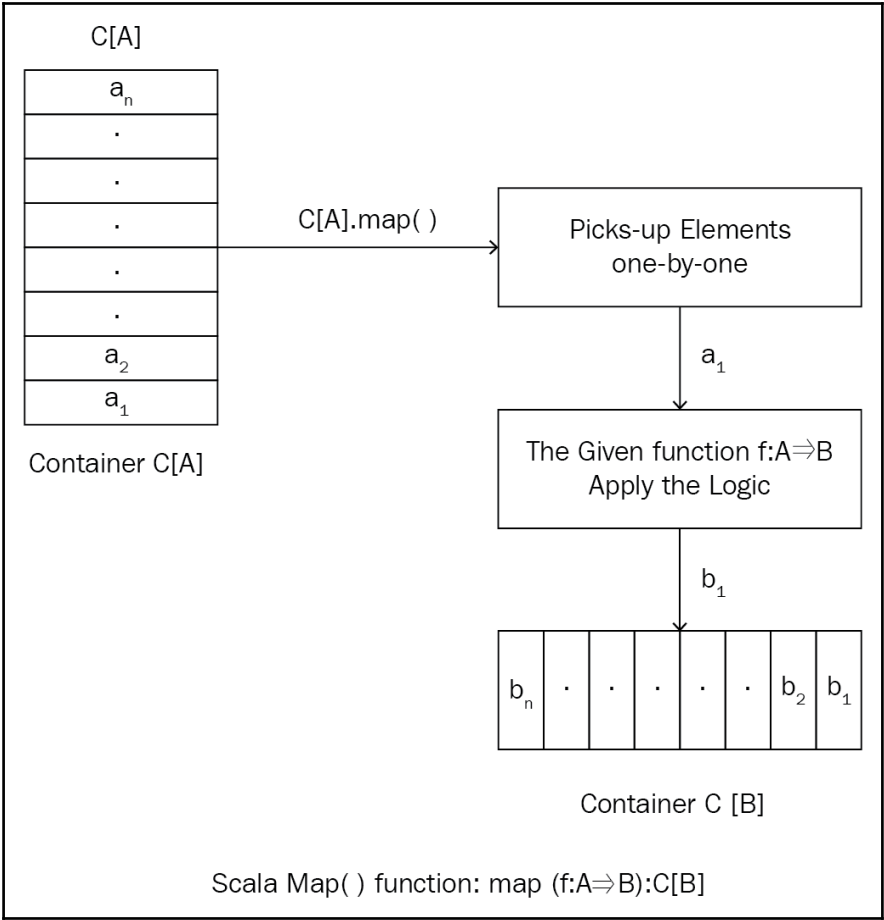 C[A]
aₙ
.
.
.
.
.
a₂
a₁
Container C[A]
C[A].map( )
Picks-up Elements
one-by-one
a₁
The Given function f:A⇒B
Apply the Logic
b₁
bₙ . . . . . b₂ b₁
Container C [B]
Scala Map( ) function: map (f:A⇒B):C[B]